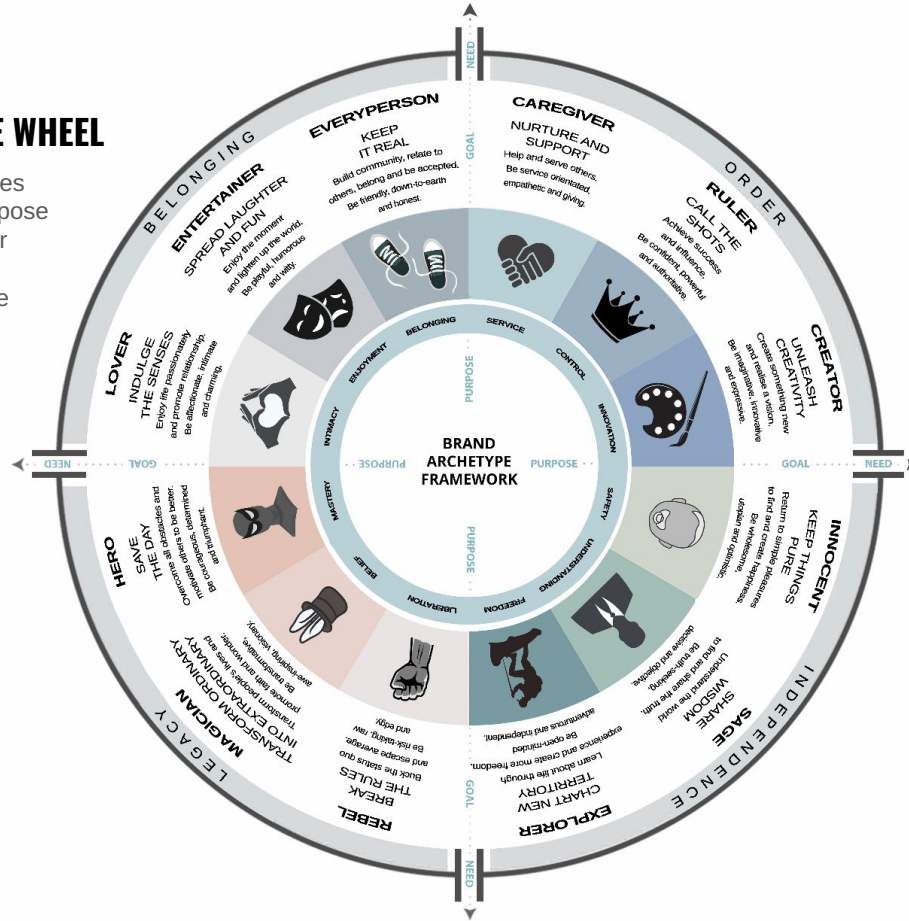 E WHEEL
es
pose
r
e
NEED
GOAL
PURPOSE
BELONGING
ORDER
INDEPENDENCE
LEGACY
EVERYPERSON
KEEP
IT REAL
Build community, relate to
others, belong and be accepted.
Be friendly, down-to-earth
and honest.
CAREGIVER
NURTURE AND
SUPPORT
Help and serve others.
Be service orientated,
empathetic and giving.
RULER
CALL THE
SHOTS
Achieve success
and influence.
Be confident, powerful
and authoritative.
CREATOR
UNLEASH
CREATIVITY
Create something new
and realise a vision.
Be imaginative, innovative
and expressive.
GOAL
NEED
INNOCENT
KEEP THINGS
PURE
Return to simple pleasures
to find and create happiness.
Be wholesome,
utopian and optimistic.
SAGE
SHARE
WISDOM
Understand the world
to find and share the truth.
Be truth-seeking,
decisive and objective.
EXPLORER
CHART NEW
TERRITORY
Learn about life through
experience and create more freedom.
Be open-minded
adventurous and independent.
GOAL
NEED
REBEL
BREAK
THE RULES
Buck the status quo
and escape average.
Be risk-taking, raw
and edgy.
MAGICIAN
TRANSFORM ORDINARY
INTO EXTRAORDINARY
Transform people's lives and
promote faith and wonder.
Be transformative,
awe-inspiring, visionary.
HERO
SAVE
THE DAY
Overcome all obstacles and
motivate others to be better.
Be courageous, determined
and triumphant.
NEED
GOAL
LOVER
INDULGE
THE SENSES
Enjoy life passionately
and promote relationship.
Be affectionate, intimate
and charming.
ENTERTAINER
SPREAD LAUGHTER
AND FUN
Enjoy the moment
and lighten up the world.
Be playful, humorous
and witty.
BELONGING
SERVICE
CONTROL
INNOVATION
SAFETY
UNDERSTANDING
FREEDOM
LIBERATION
BELIEF
MASTERY
INTIMACY
ENJOYMENT
BRAND
ARCHETYPE
FRAMEWORK
PURPOSE
PURPOSE
PURPOSE